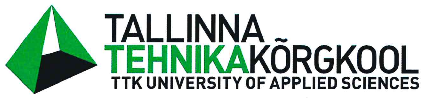 TALLINNA
TEHNIKAKÕRGKOOL
TTK UNIVERSITY OF APPLIED SCIENCES